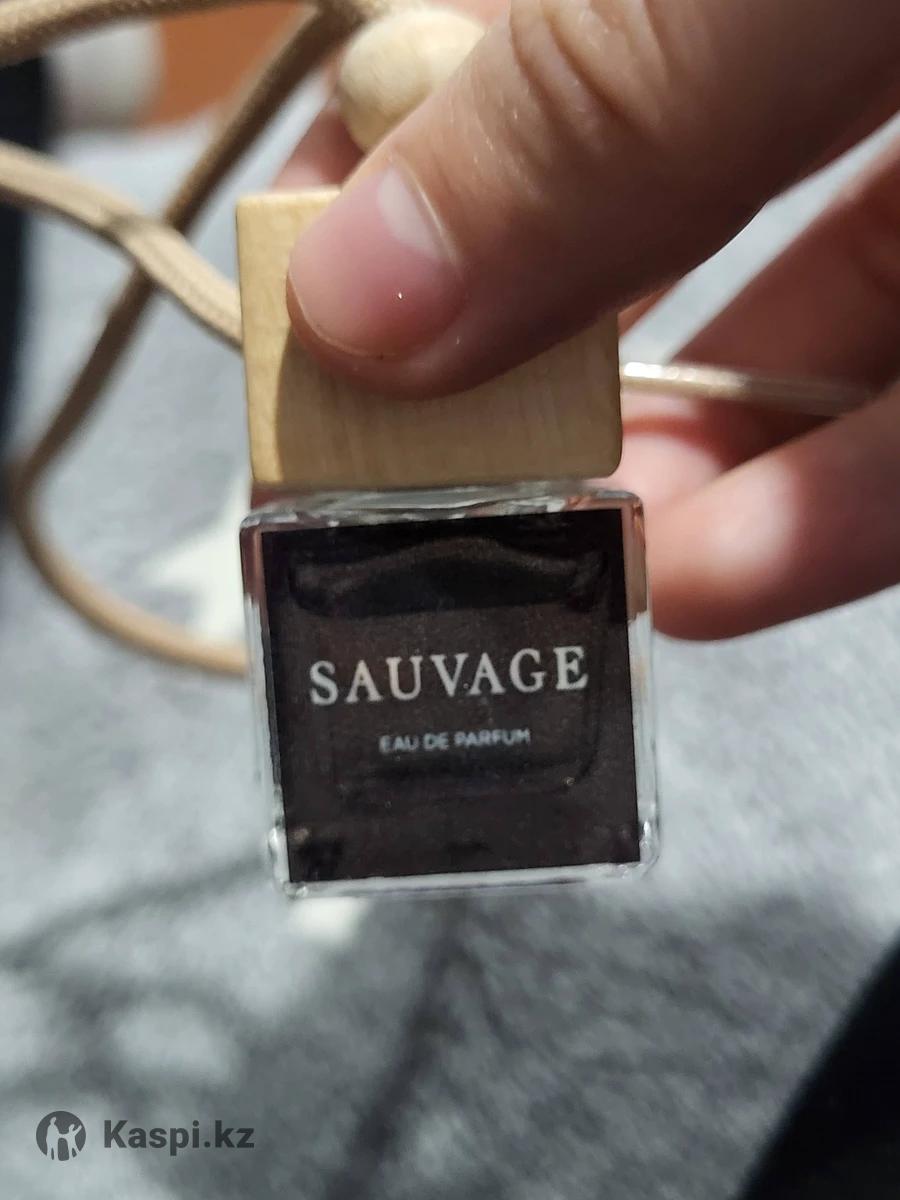 SAUVAGE
EAU DE PARFUM
Kaspi.kz